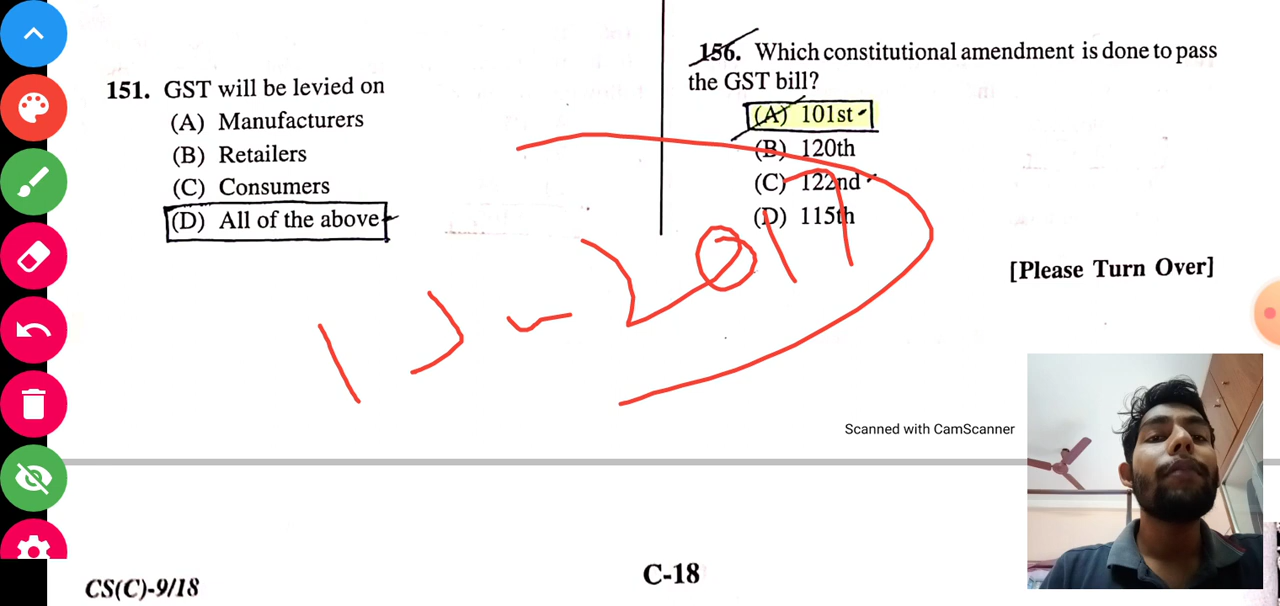 151. GST will be levied on
(A) Manufacturers
(B) Retailers
(C) Consumers
(D) All of the above
156. Which constitutional amendment is done to pass
the GST bill?
(A) 101st
(B) 120th
(C) 122nd
(D) 115th
[Please Turn Over]
2017
Scanned with CamScanner
CS(C)-9/18
C-18